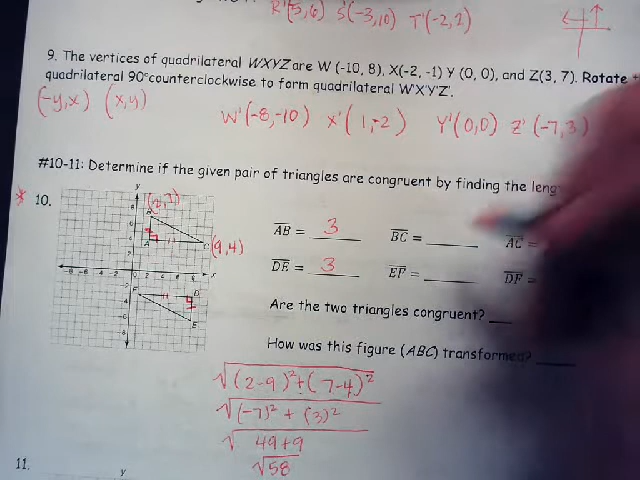 R'(5,6) S'(-3,10) T'(-2,2)
9. The vertices of quadrilateral WXYZ are W (-10, 8), X(-2, -1) Y (0, 0), and Z(3, 7). Rotate
quadrilateral 90°counterclockwise to form quadrilateral W'X'Y'Z'.
(-y,x) (x,y)
W'(-8,-10) X'( 1,-2) Y'(0,0) Z'(-7,3)
#10-11: Determine if the given pair of triangles are congruent by finding the
* 10.
y
(2,7)
B
A
C
(9,4)
x
F
D
E
AB = 3 BC = ____ AC =
DE = 3 EF = ____ DF =
Are the two triangles congruent? ___
How was this figure (ABC) transformed? ____
√(2-9)²+(7-4)²
√(-7)² + (3)²
√ 49+9
√58
11.
y